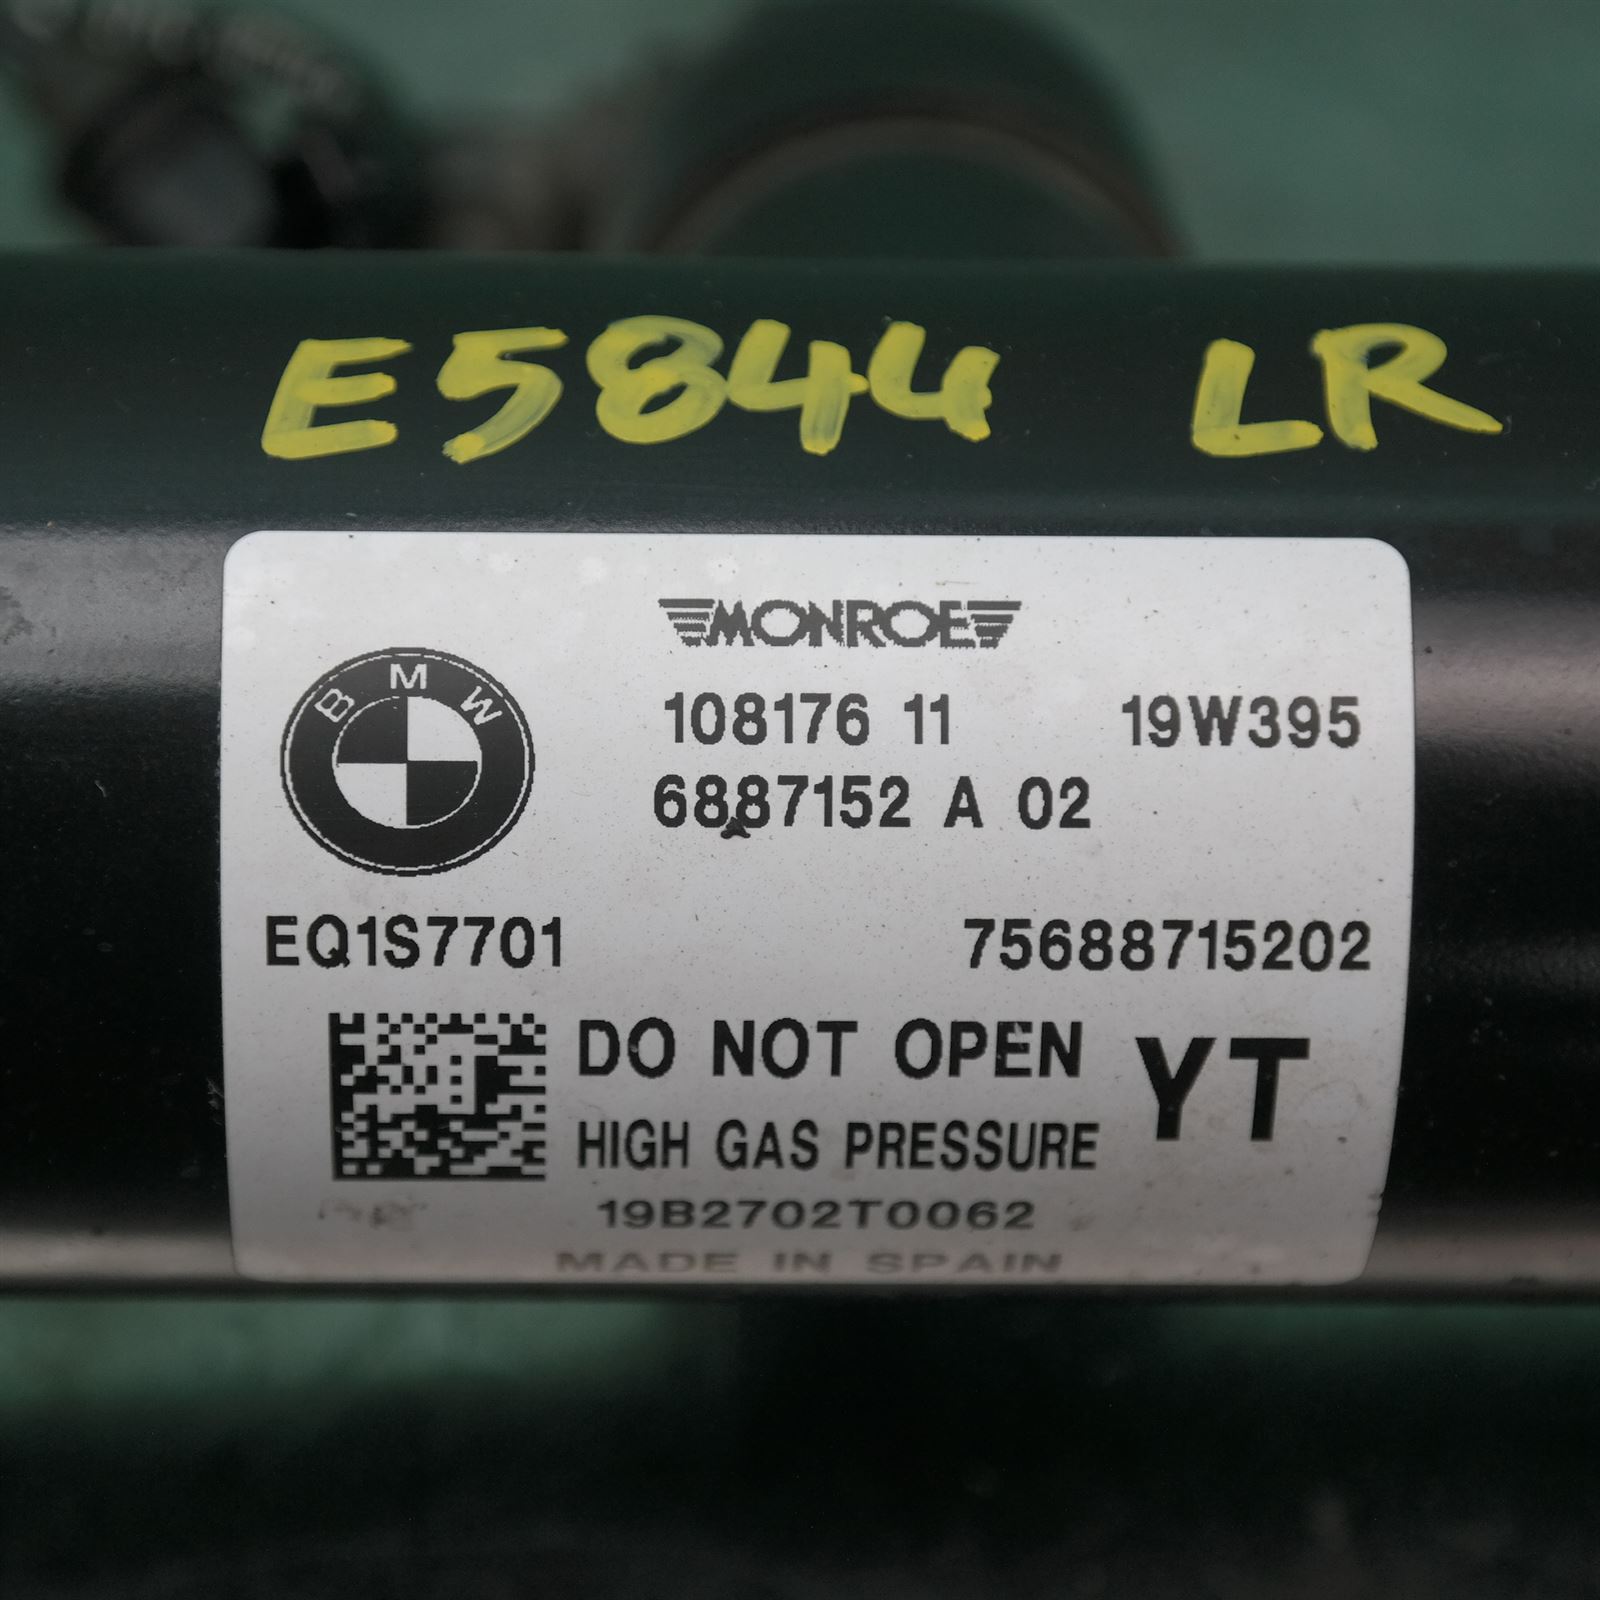 E5844 LR
MONROE
BMW
108176 11 19W395
6887152 A 02
EQ1S7701 75688715202
DO NOT OPEN YT
HIGH GAS PRESSURE
19B2702T0062
MADE IN SPAIN